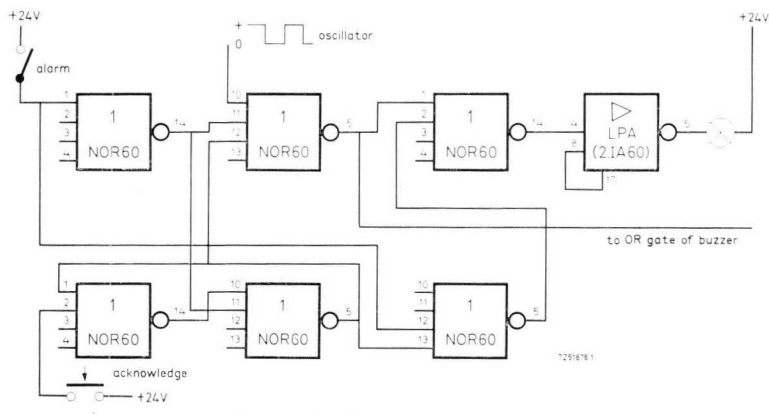 +24V
alarm
+
0
oscillator
+24V
1
2
3
4
1
NOR60
14
10
11
12
13
1
NOR60
5
1
2
3
4
1
NOR60
14
4
8
17
LPA
(2.IA60)
5
to OR gate of buzzer
1
2
3
4
1
NOR60
14
10
11
12
13
1
NOR60
5
10
11
12
13
1
NOR60
5
acknowledge
+24V
7Z51676.1